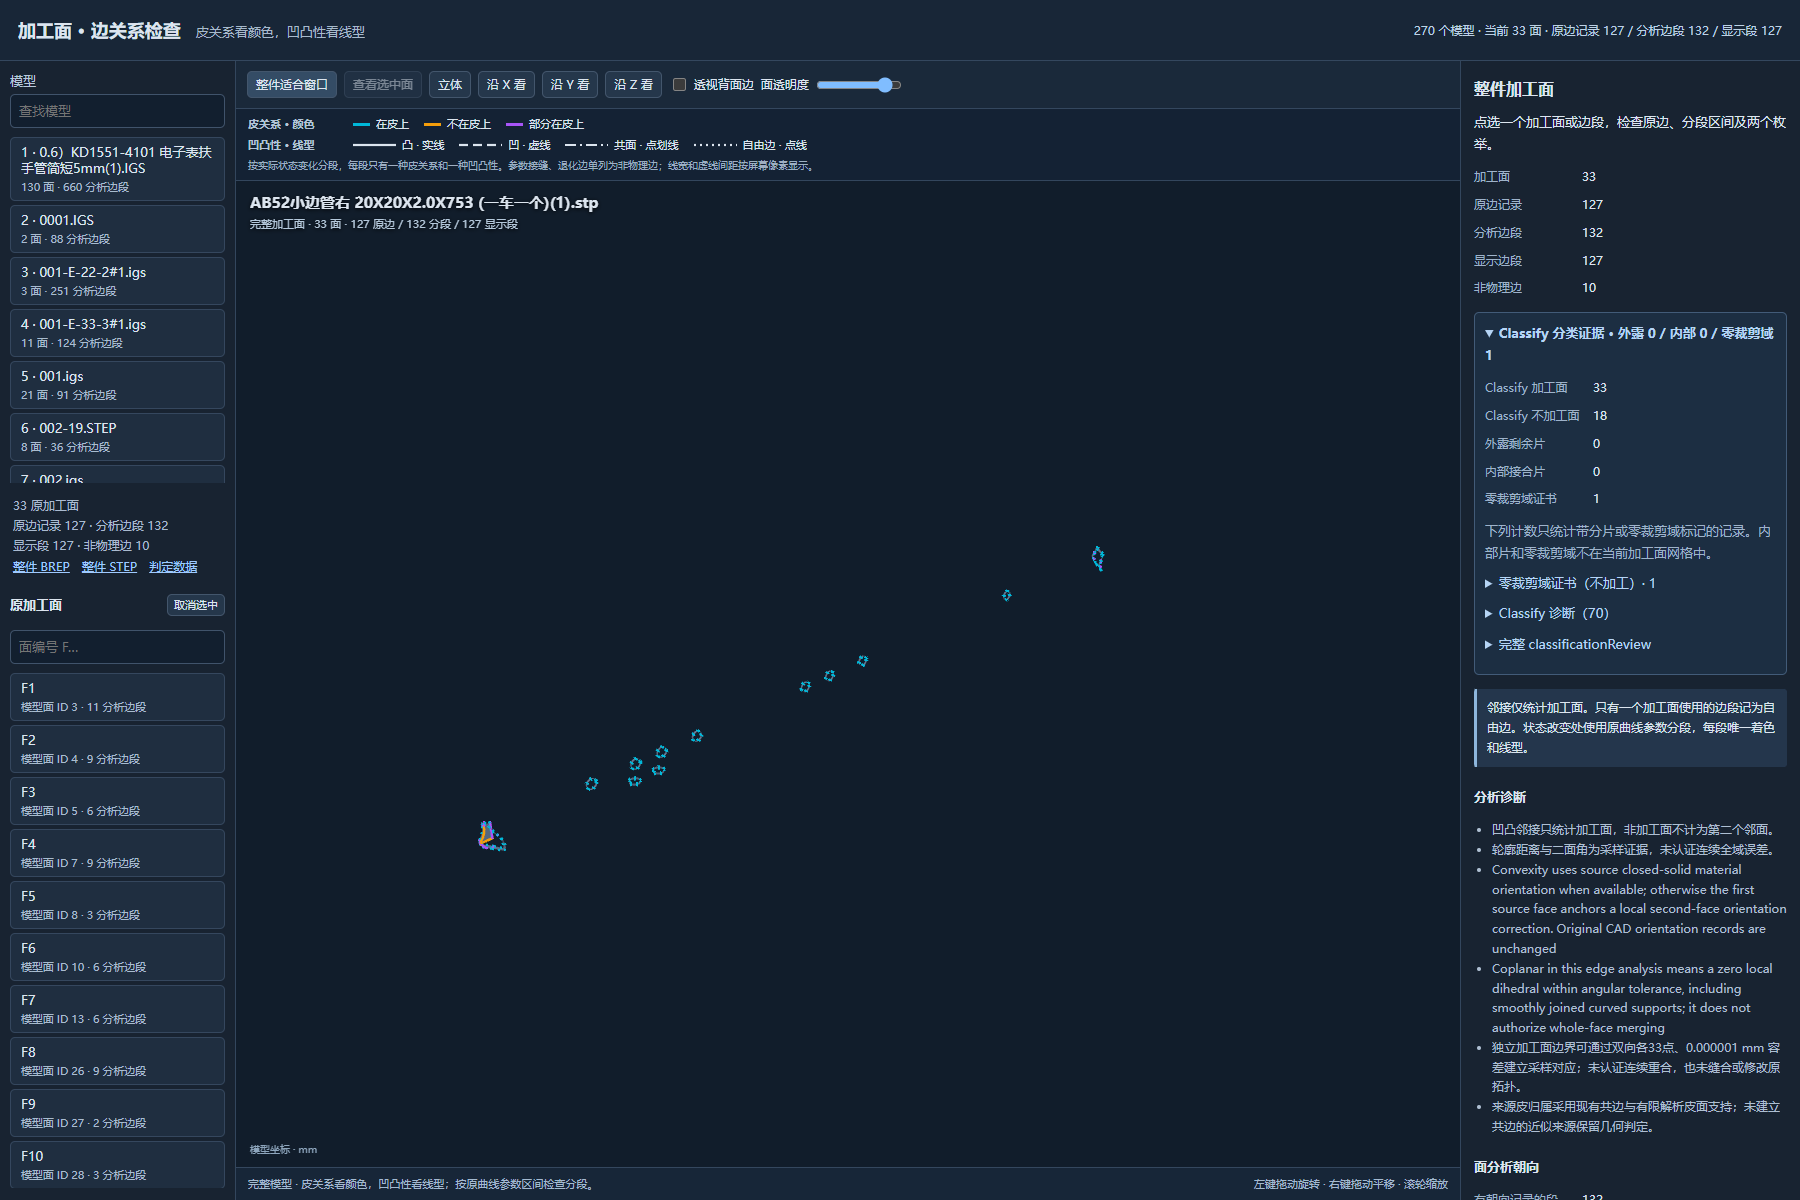 加工面 • 边关系检查
皮关系看颜色，凹凸性看线型
270 个模型 · 当前 33 面 · 原边记录 127 / 分析边段 132 / 显示段 127
模型
查找模型
1 · 0.6）KD1551-4101 电子表扶
手管简短5mm(1).IGS
130 面 · 660 分析边段
2 · 0001.IGS
2 面 · 88 分析边段
3 · 001-E-22-2#1.igs
3 面 · 251 分析边段
4 · 001-E-33-3#1.igs
11 面 · 124 分析边段
5 · 001.igs
21 面 · 91 分析边段
6 · 002-19.STEP
8 面 · 36 分析边段
7 · 002.igs
33 原加工面
原边记录 127 · 分析边段 132
显示段 127 · 非物理边 10
整件 BREP 整件 STEP 判定数据
原加工面
取消选中
面编号 F...
F1
模型面 ID 3 · 11 分析边段
F2
模型面 ID 4 · 9 分析边段
F3
模型面 ID 5 · 6 分析边段
F4
模型面 ID 7 · 9 分析边段
F5
模型面 ID 8 · 3 分析边段
F6
模型面 ID 10 · 6 分析边段
F7
模型面 ID 13 · 6 分析边段
F8
模型面 ID 26 · 9 分析边段
F9
模型面 ID 27 · 2 分析边段
F10
模型面 ID 28 · 3 分析边段
整件适合窗口 查看选中面 立体 沿 X 看 沿 Y 看 沿 Z 看 透视背面边 面透明度
皮关系 • 颜色 在皮上 不在皮上 部分在皮上
凹凸性 • 线型 凸 · 实线 凹 · 虚线 共面 · 点划线 自由边 · 点线
按实际状态变化分段，每段只有一种皮关系和一种凹凸性。参数接缝、退化边单列为非物理边；线宽和虚线间距按屏幕像素显示。
AB52小边管右 20X20X2.0X753 (一车一个)(1).stp
完整加工面 · 33 面 · 127 原边 / 132 分段 / 127 显示段
模型坐标 · mm
完整模型 · 皮关系看颜色，凹凸性看线型；按原曲线参数区间检查分段。
左键拖动旋转 · 右键拖动平移 · 滚轮缩放
整件加工面
点选一个加工面或边段，检查原边、分段区间及两个枚
举。
加工面 33
原边记录 127
分析边段 132
显示边段 127
非物理边 10
▼ Classify 分类证据 • 外露 0 / 内部 0 / 零裁剪域
1
Classify 加工面 33
Classify 不加工面 18
外露剩余片 0
内部接合片 0
零裁剪域证书 1
下列计数只统计带分片或零裁剪域标记的记录。内
部片和零裁剪域不在当前加工面网格中。
▶ 零裁剪域证书（不加工）· 1
▶ Classify 诊断（70）
▶ 完整 classificationReview
邻接仅统计加工面。只有一个加工面使用的边段记为自
由边。状态改变处使用原曲线参数分段，每段唯一着色
和线型。
分析诊断
• 凹凸邻接只统计加工面，非加工面不计为第二个邻面。
• 轮廓距离与二面角为采样证据，未认证连续全域误差。
• Convexity uses source closed-solid material
orientation when available; otherwise the first
source face anchors a local second-face orientation
correction. Original CAD orientation records are
unchanged
• Coplanar in this edge analysis means a zero local
dihedral within angular tolerance, including
smoothly joined curved supports; it does not
authorize whole-face merging
• 独立加工面边界可通过双向各33点、0.000001 mm 容
差建立采样对应；未认证连续重合，也未缝合或修改原
拓扑。
• 来源皮归属采用现有共边与有限解析皮面支持；未建立
共边的近似来源保留几何判定。
面分析朝向
有朝向记录的段 132